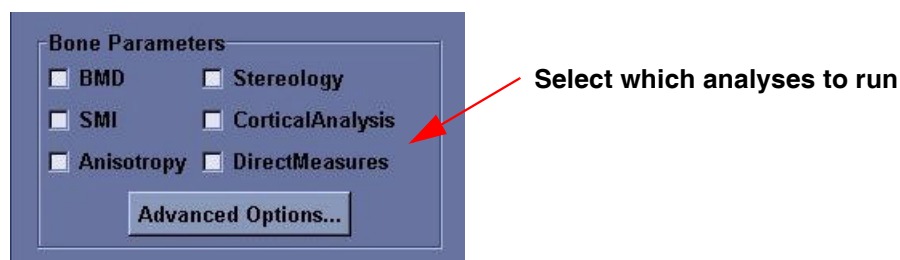 Bone Parameters
BMD Stereology
Select which analyses to run
SMI CorticalAnalysis
Anisotropy DirectMeasures
Advanced Options...